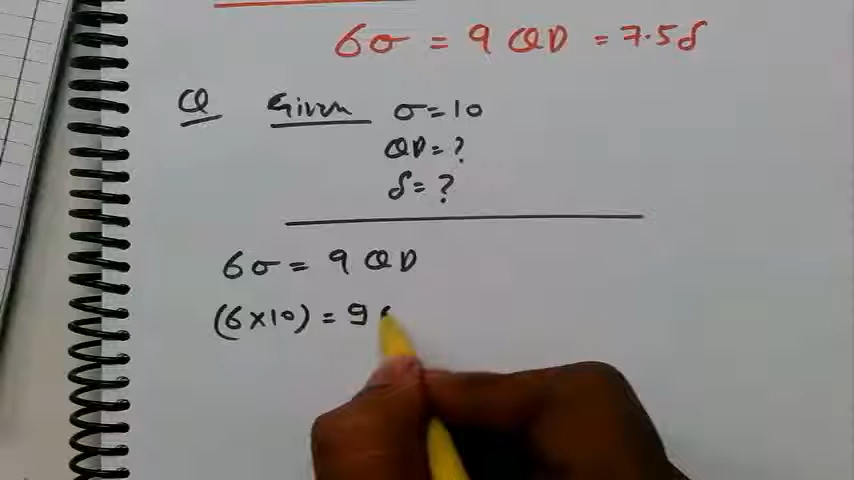 6σ = 9 QD = 7.5δ
Q Given σ=10
QD=?
δ=?
6σ = 9 QD
(6×10) = 9